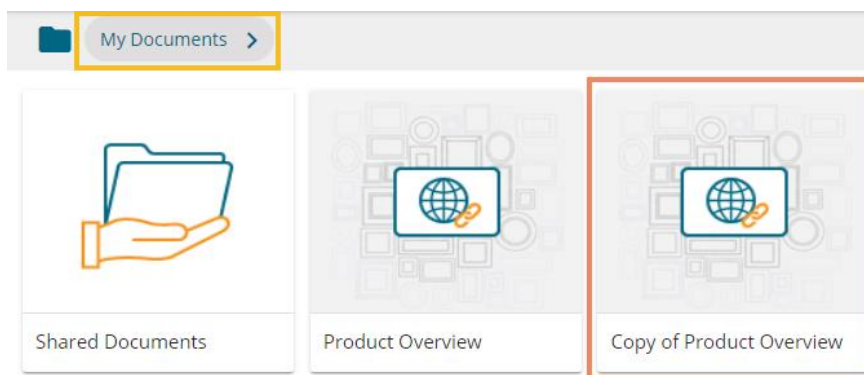 My Documents
Shared Documents
Product Overview
Copy of Product Overview